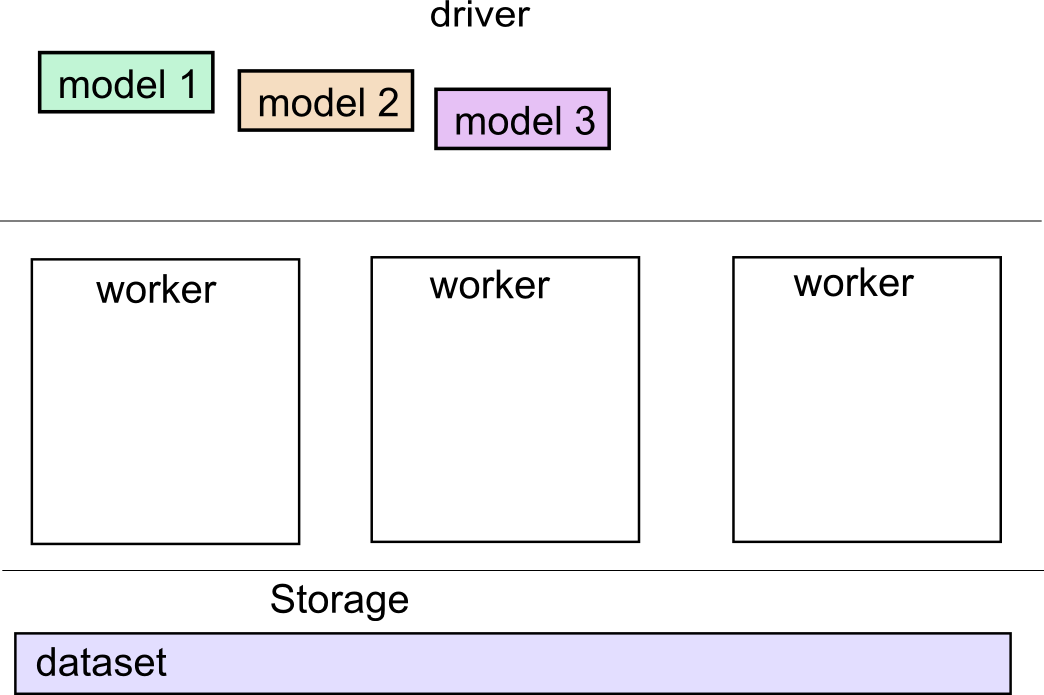 driver
model 1
model 2
model 3
worker
worker
worker
Storage
dataset